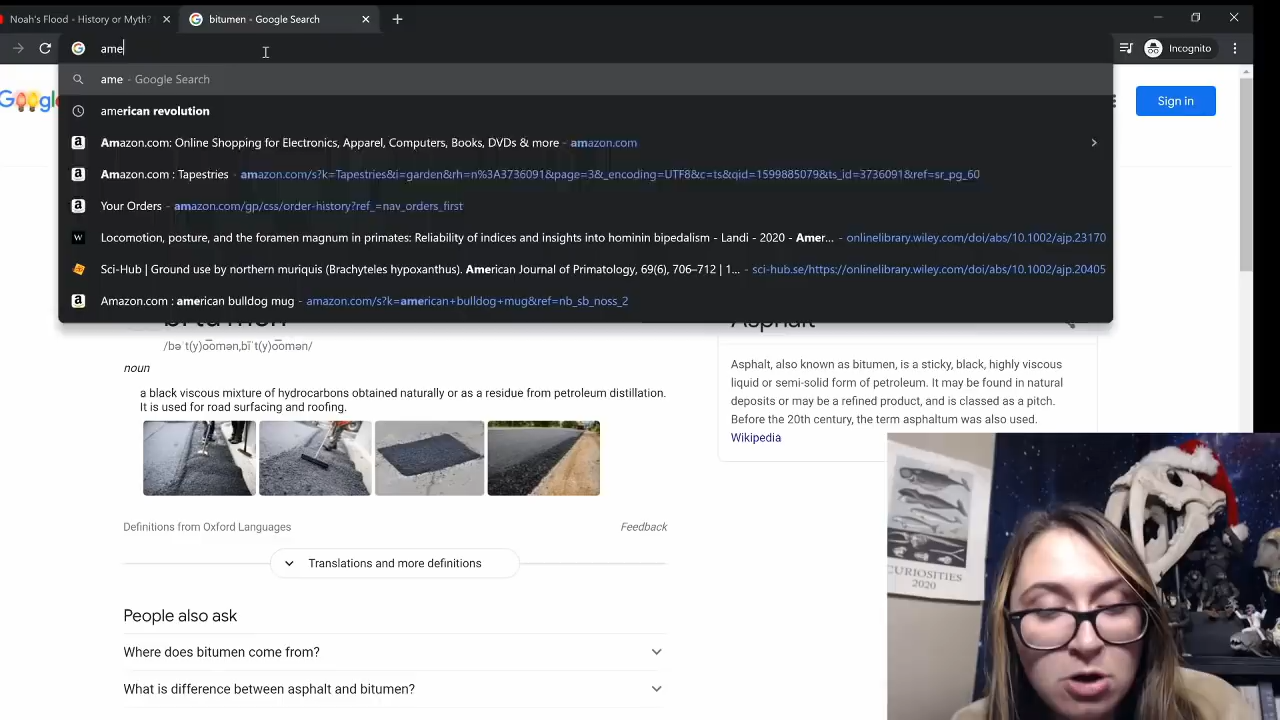 Noah's Flood - History or Myth?
bitumen - Google Search
ame
Incognito
ame - Google Search
american revolution
Google
Sign in
Amazon.com: Online Shopping for Electronics, Apparel, Computers, Books, DVDs & more - amazon.com
Amazon.com : Tapestries - amazon.com/s?k=Tapestries&i=garden&rh=n%3A3736091&page=3&_encoding=UTF8&c=ts&qid=1599885079&ts_id=3736091&ref=sr_pg_60
Your Orders - amazon.com/gp/css/order-history?ref_=nav_orders_first
W Locomotion, posture, and the foramen magnum in primates: Reliability of indices and insights into hominin bipedalism - Landi - 2020 - Amer... - onlinelibrary.wiley.com/doi/abs/10.1002/ajp.23170
Sci-Hub | Ground use by northern muriquis (Brachyteles hypoxanthus). American Journal of Primatology, 69(6), 706–712 | 1... - sci-hub.se/https://onlinelibrary.wiley.com/doi/abs/10.1002/ajp.20405
Amazon.com : american bulldog mug - amazon.com/s?k=american+bulldog+mug&ref=nb_sb_noss_2
bi·tu·men
Asphalt
/bəˈt(y)o͞omən,bīˈt(y)o͞omən/
noun
a black viscous mixture of hydrocarbons obtained naturally or as a residue from petroleum distillation.
It is used for road surfacing and roofing.
Asphalt, also known as bitumen, is a sticky, black, highly viscous
liquid or semi-solid form of petroleum. It may be found in natural
deposits or may be a refined product, and is classed as a pitch.
Before the 20th century, the term asphaltum was also used.
Wikipedia
Definitions from Oxford Languages
Feedback
Translations and more definitions
People also ask
Where does bitumen come from?
What is difference between asphalt and bitumen?
CURIOSITIES
2020